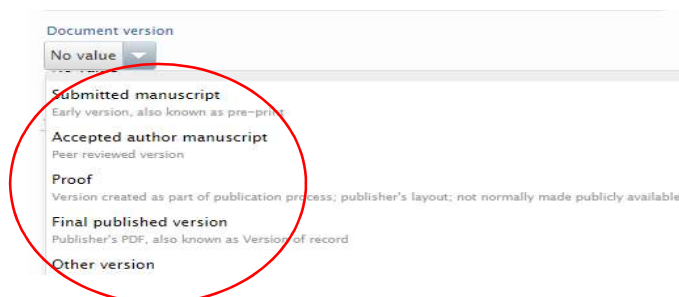 Document version
No value
No value
Submitted manuscript
Early version, also known as pre-print
Accepted author manuscript
Peer reviewed version
Proof
Version created as part of publication process; publisher's layout; not normally made publicly available
Final published version
Publisher's PDF, also known as Version of record
Other version